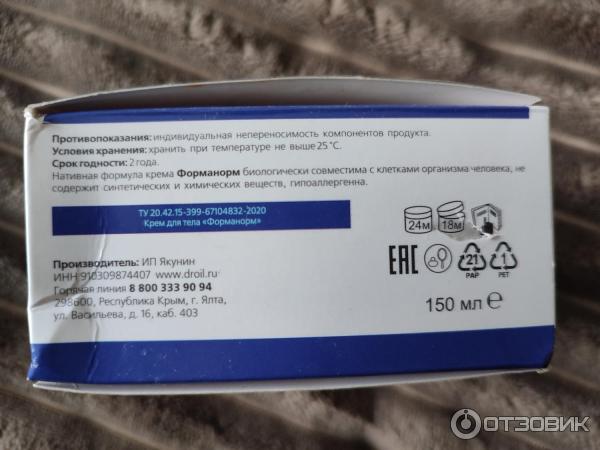 Противопоказания: индивидуальная непереносимость компонентов продукта.
Условия хранения: хранить при температуре не выше 25 °C.
Срок годности: 2 года.
Нативная формула крема Форманорм биологически совместима с клетками организма человека, не
содержит синтетических и химических веществ, гипоаллергенна.
ТУ 20.42.15-399-67104832-2020
Крем для тела «Форманорм»
Производитель: ИП Якунин
ИНН 910309874407 www.droil.ru
Горячая линия 8 800 333 90 94
298600, Республика Крым, г. Ялта,
ул. Васильева, д. 16, каб. 403
24м 18м
EAC 21 1
PAP PET
150 мл e
ОТЗОВИК